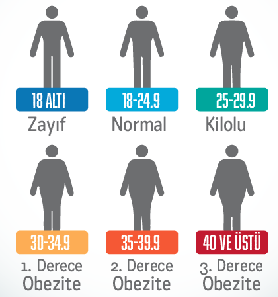 18 ALTI 18-24.9 25-29.9
Zayıf Normal Kilolu
30-34.9 35-39.9 40 VE ÜSTÜ
1. Derece 2. Derece 3. Derece
Obezite Obezite Obezite